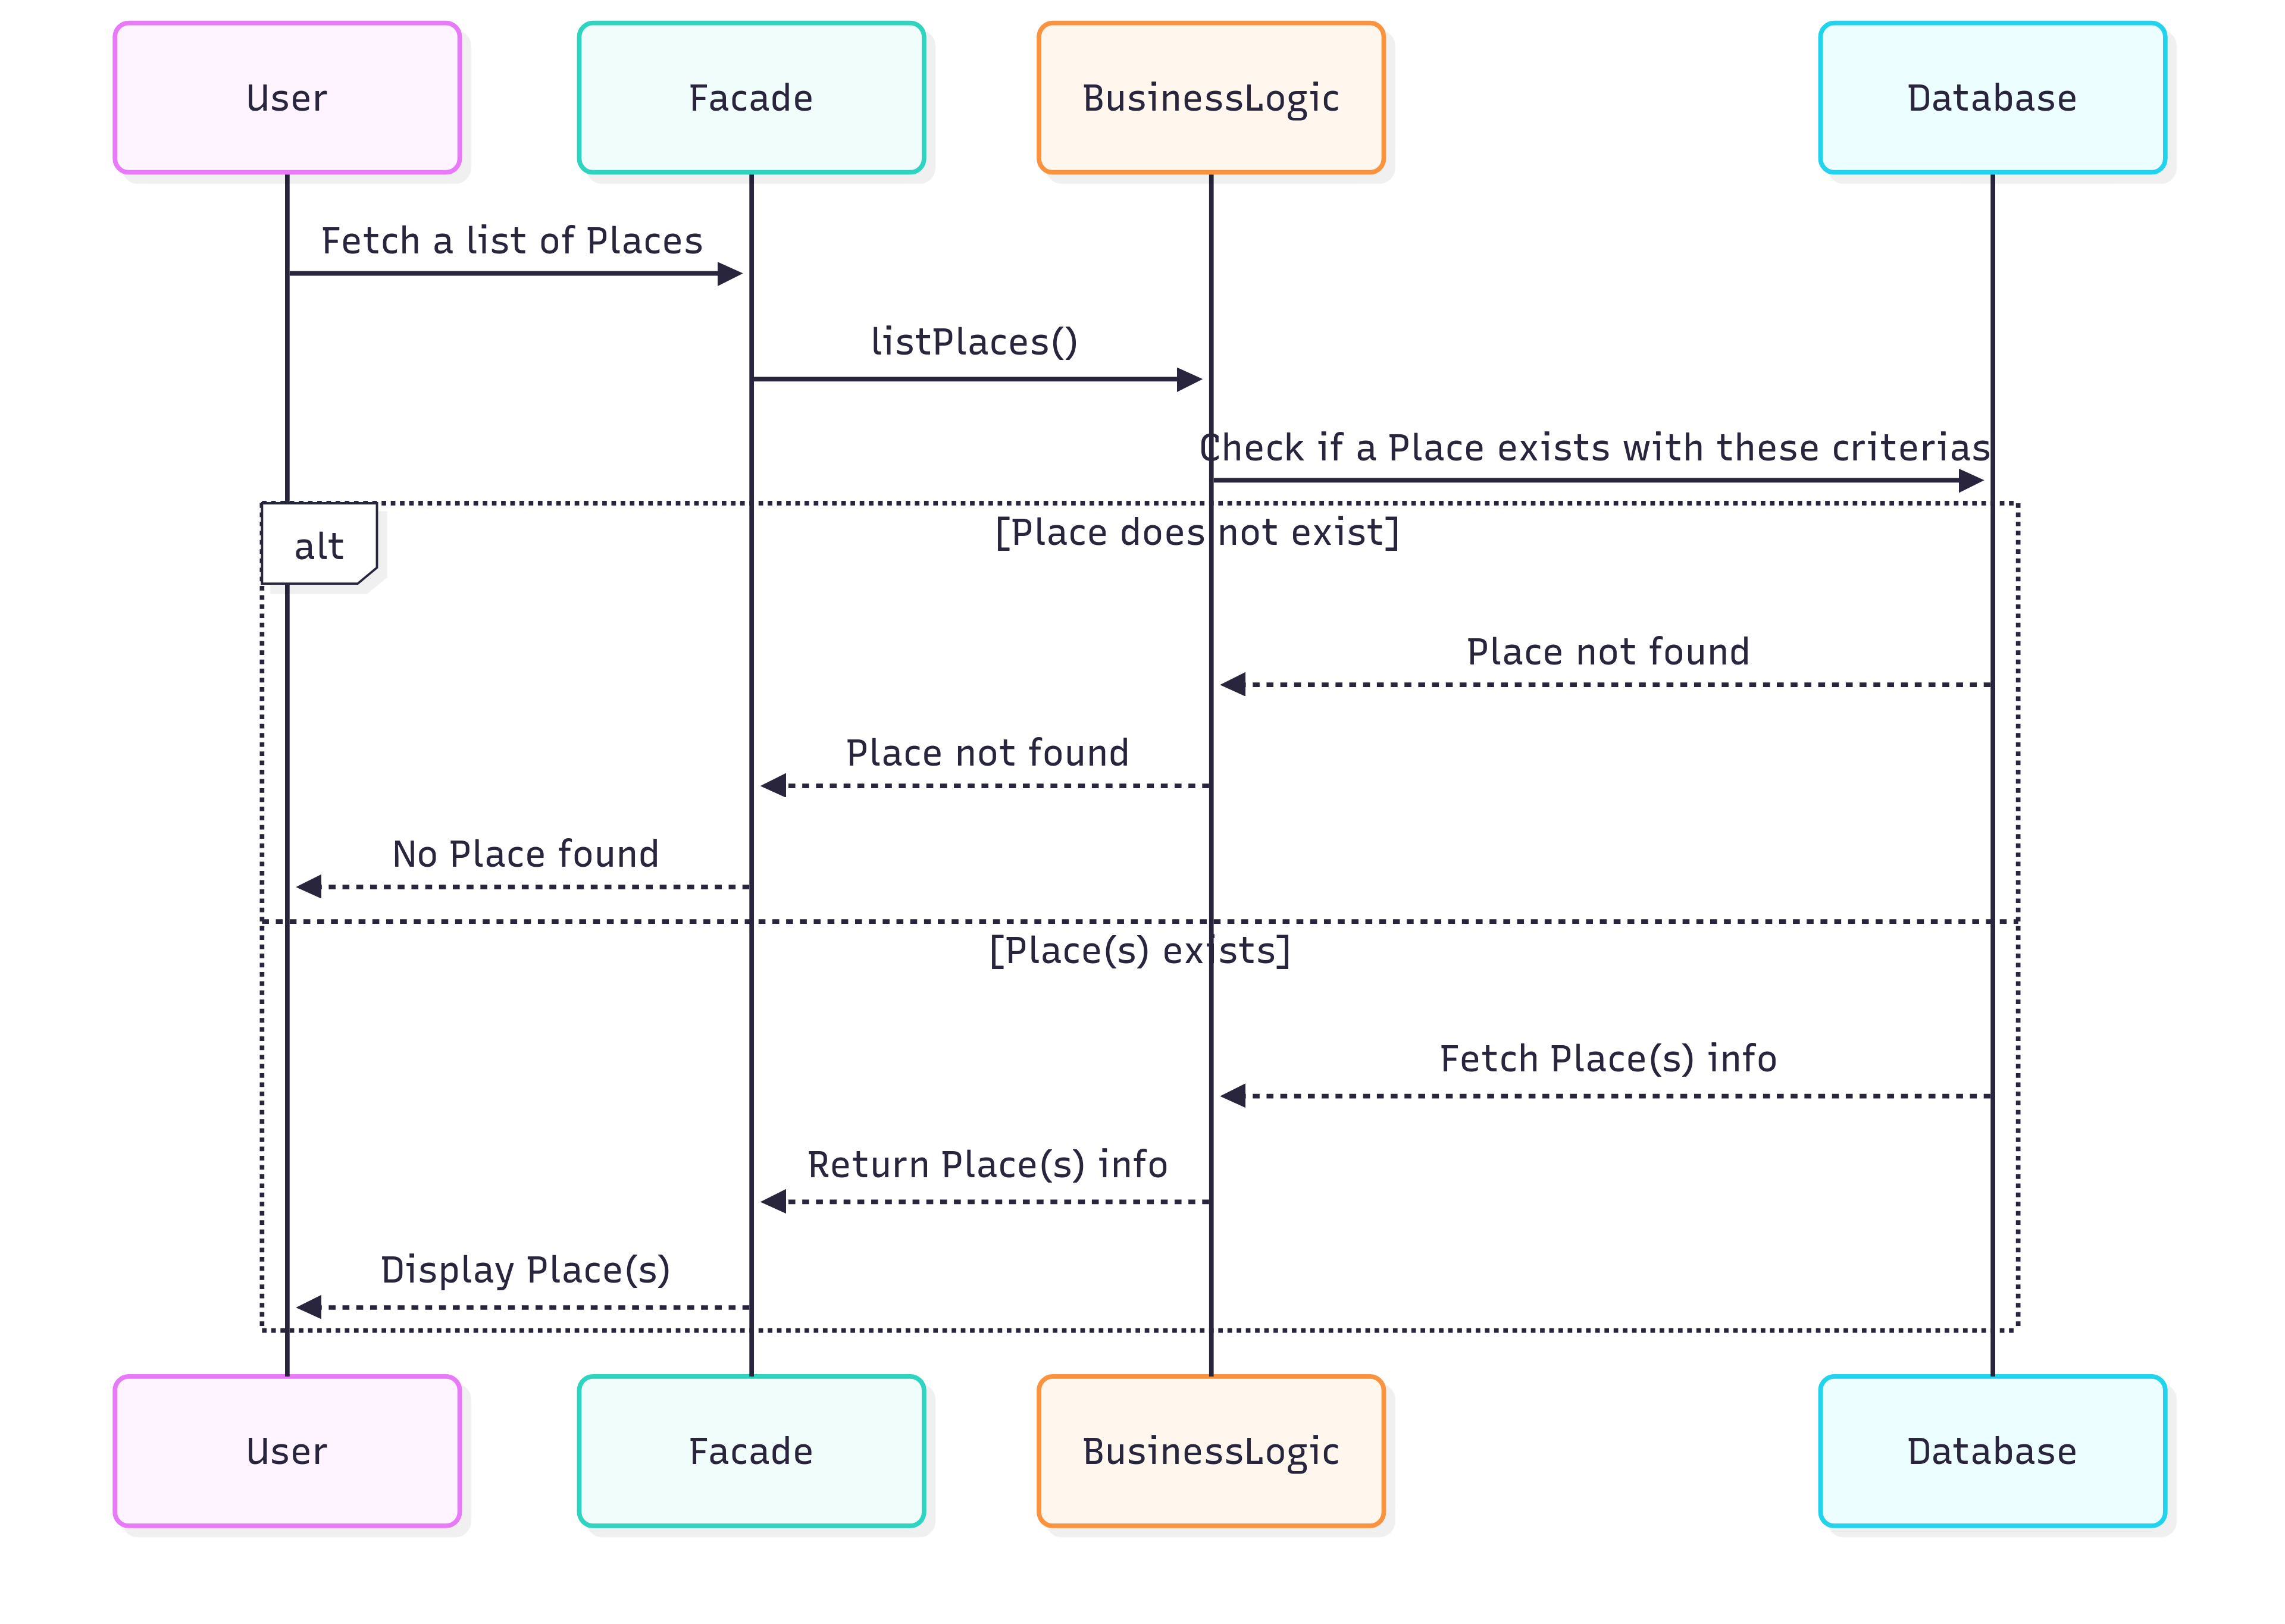 User
Facade
BusinessLogic
Database
Fetch a list of Places
listPlaces()
Check if a Place exists with these criterias
alt
[Place does not exist]
Place not found
Place not found
No Place found
[Place(s) exists]
Fetch Place(s) info
Return Place(s) info
Display Place(s)
User
Facade
BusinessLogic
Database